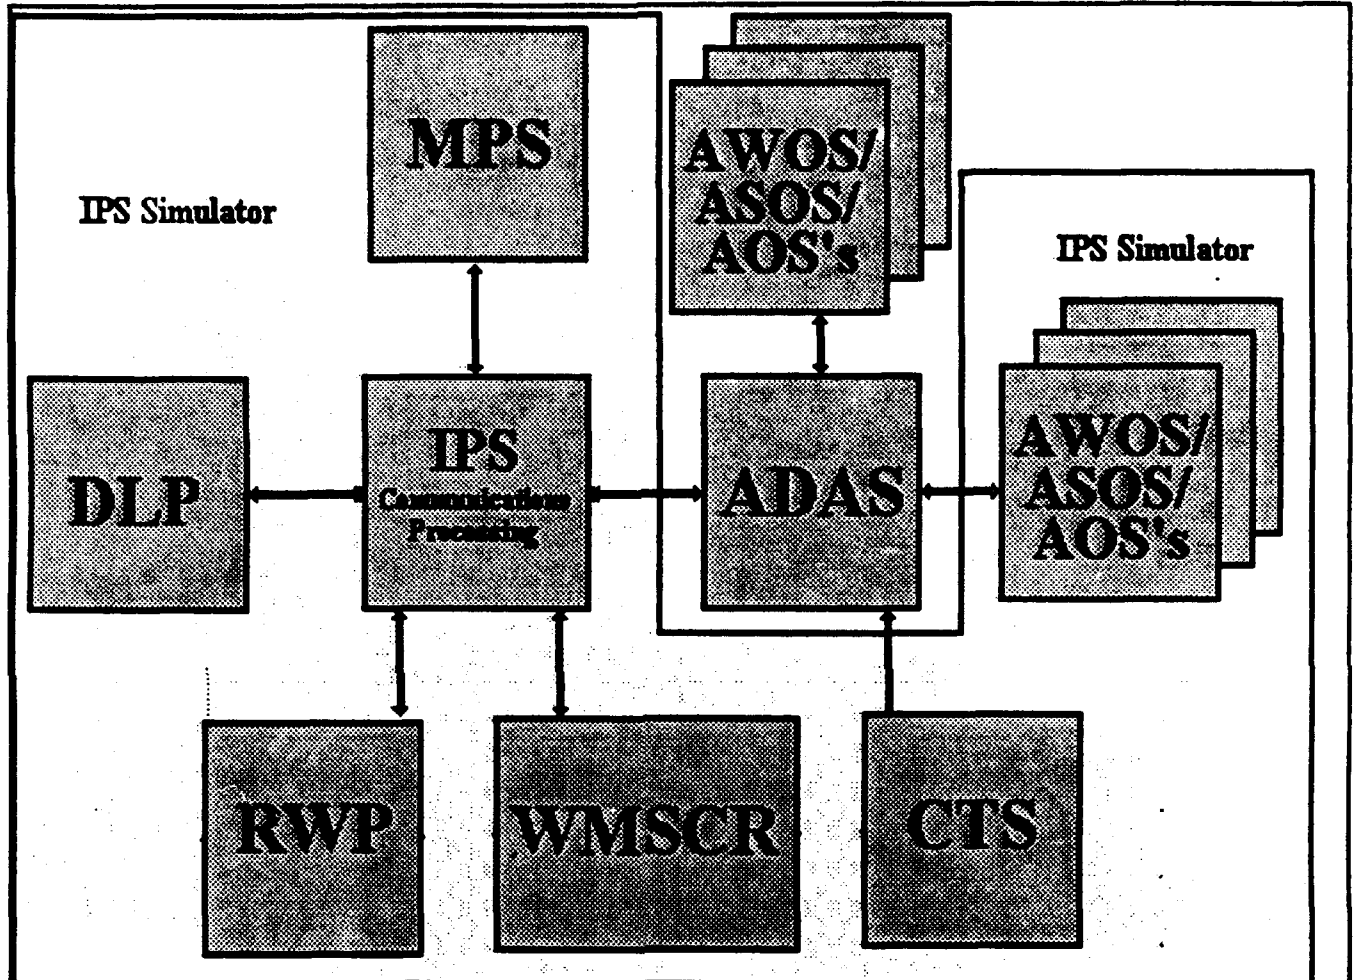 MPS
AWOS/
ASOS/
AOS's
IPS Simulator
IPS Simulator
AWOS/
ASOS/
AOS's
DLP
IPS
Communications
Processing
ADAS
RWP
WMSCR
CTS